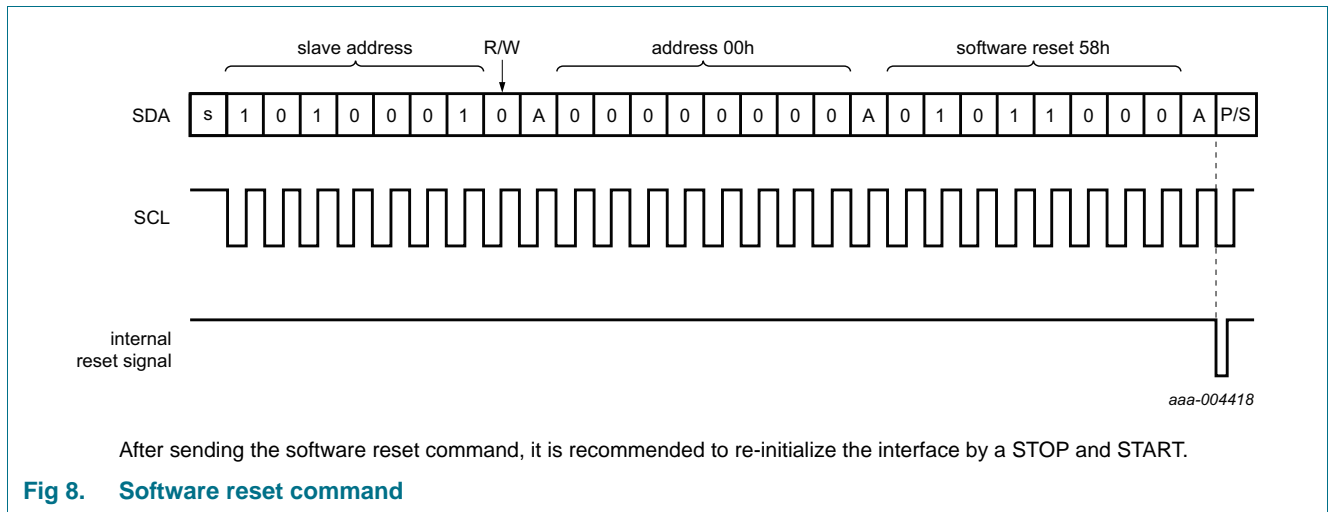 slave address R/W address 00h software reset 58h
SDA s 1 0 1 0 0 0 1 0 A 0 0 0 0 0 0 0 0 A 0 1 0 1 1 0 0 0 A P/S
SCL
internal
reset signal
aaa-004418
After sending the software reset command, it is recommended to re-initialize the interface by a STOP and START.
Fig 8. Software reset command